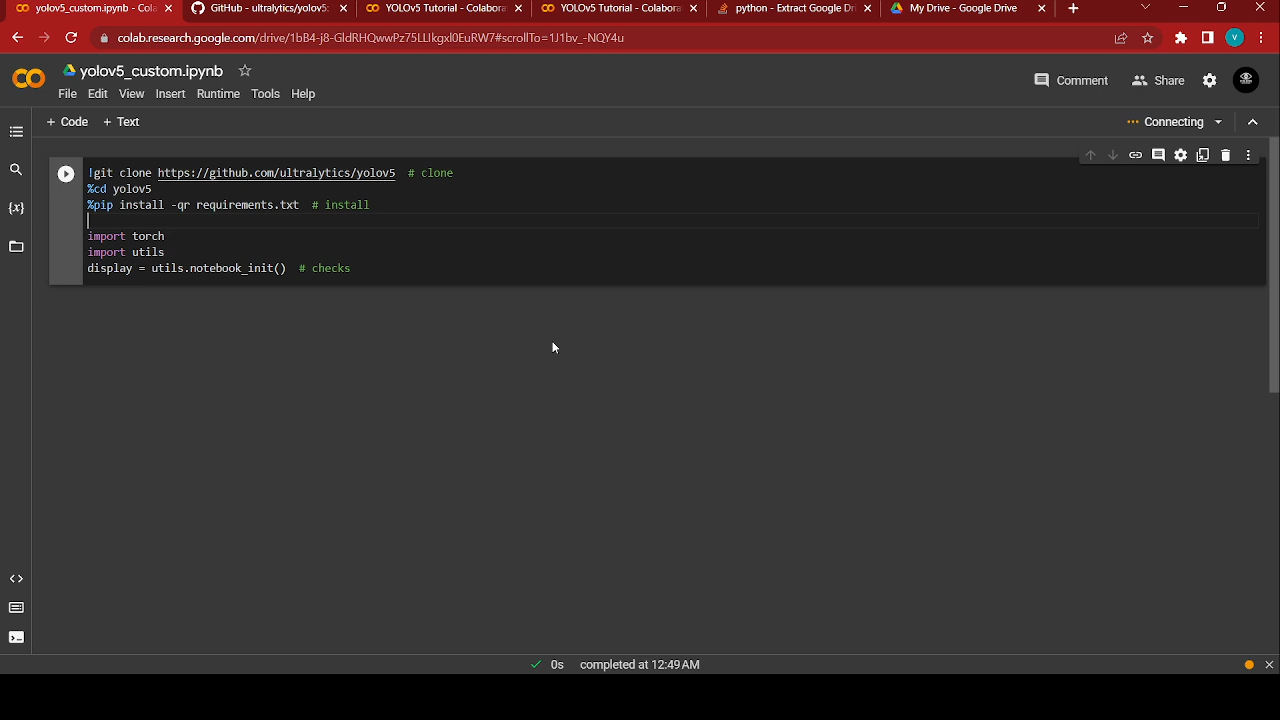 yolov5_custom.ipynb - Cola
GitHub - ultralytics/yolov5:
YOLOv5 Tutorial - Colabora
YOLOv5 Tutorial - Colabora
python - Extract Google Dr
My Drive - Google Drive
colab.research.google.com/drive/1bB4-j8-GldRHQwwPz75LLIkgxl0EuRW7#scrollTo=1J1bv_-NQY4u
V
yolov5_custom.ipynb
Comment
Share
File Edit View Insert Runtime Tools Help
+ Code + Text
Connecting
{x}
!git clone https://github.com/ultralytics/yolov5 # clone
%cd yolov5
%pip install -qr requirements.txt # install
import torch
import utils
display = utils.notebook_init() # checks
0s completed at 12:49 AM